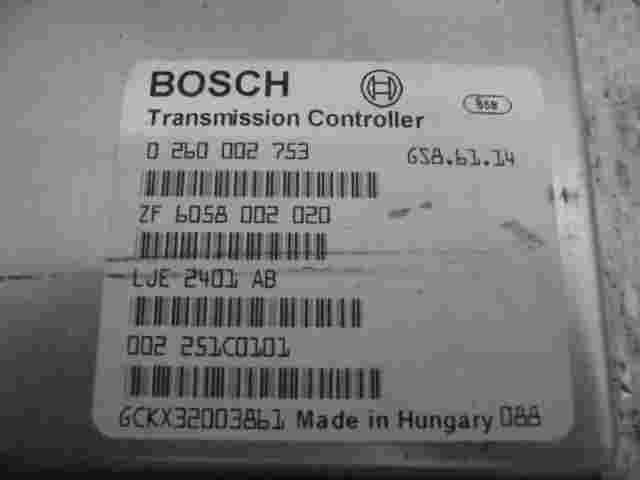 BOSCH
Transmission Controller
0 260 002 753 GS8.61.14
ZF 6058 002 020
LJE 2401 AB
002 251C0101
GCKX32003861 Made in Hungary 088